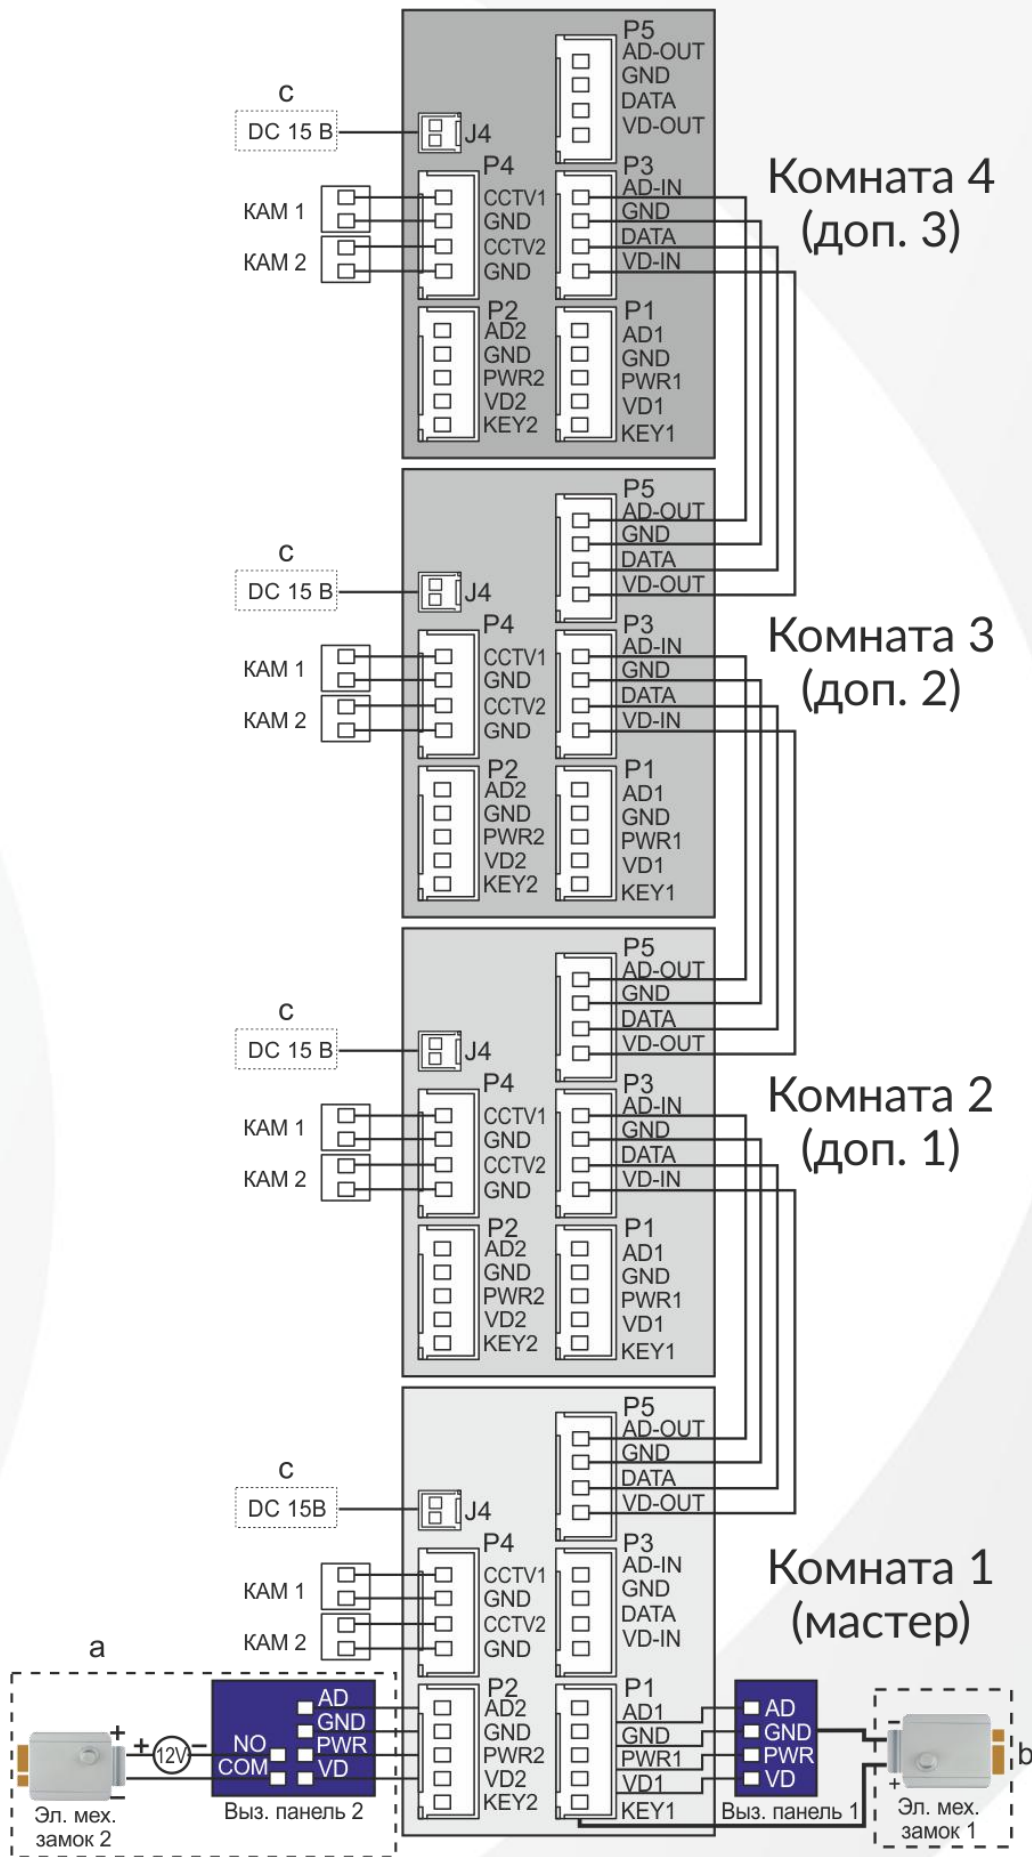 P5
AD-OUT
GND
DATA
VD-OUT
c
DC 15 В
J4
P4
CCTV1
GND
CCTV2
GND
КАМ 1
КАМ 2
P3
AD-IN
GND
DATA
VD-IN
Комната 4
(доп. 3)
P2
AD2
GND
PWR2
VD2
KEY2
P1
AD1
GND
PWR1
VD1
KEY1
P5
AD-OUT
GND
DATA
VD-OUT
c
DC 15 В
J4
P4
CCTV1
GND
CCTV2
GND
КАМ 1
КАМ 2
P3
AD-IN
GND
DATA
VD-IN
Комната 3
(доп. 2)
P2
AD2
GND
PWR2
VD2
KEY2
P1
AD1
GND
PWR1
VD1
KEY1
P5
AD-OUT
GND
DATA
VD-OUT
c
DC 15 В
J4
P4
CCTV1
GND
CCTV2
GND
КАМ 1
КАМ 2
P3
AD-IN
GND
DATA
VD-IN
Комната 2
(доп. 1)
P2
AD2
GND
PWR2
VD2
KEY2
P1
AD1
GND
PWR1
VD1
KEY1
P5
AD-OUT
GND
DATA
VD-OUT
c
DC 15В
J4
P4
CCTV1
GND
CCTV2
GND
КАМ 1
КАМ 2
P3
AD-IN
GND
DATA
VD-IN
Комната 1
(мастер)
a
+
−
+ 12V −
NO
COM
AD
GND
PWR
VD
Эл. мех.
замок 2
Выз. панель 2
P2
AD2
GND
PWR2
VD2
KEY2
P1
AD1
GND
PWR1
VD1
KEY1
AD
GND
PWR
VD
Выз. панель 1
−
+
b
Эл. мех.
замок 1